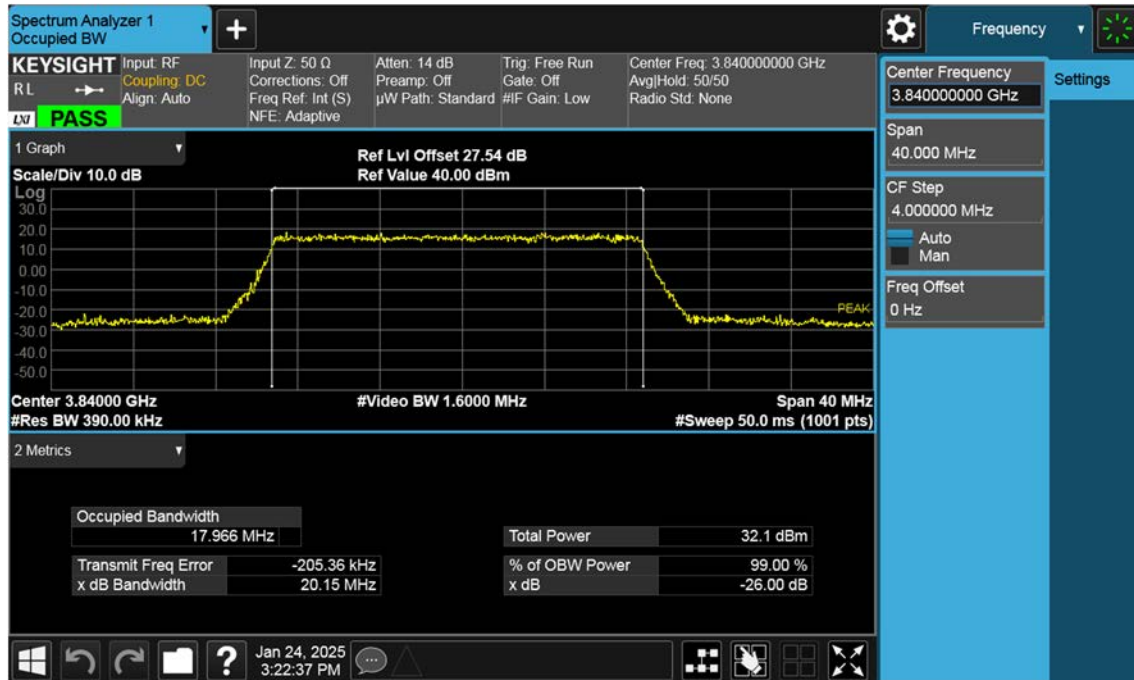 Spectrum Analyzer 1
Occupied BW
+
Frequency
KEYSIGHT
R L
LXI
PASS
Input: RF
Coupling: DC
Align: Auto
Input Z: 50 Ω
Corrections: Off
Freq Ref: Int (S)
NFE: Adaptive
Atten: 14 dB
Preamp: Off
µW Path: Standard
Trig: Free Run
Gate: Off
#IF Gain: Low
Center Freq: 3.840000000 GHz
Avg|Hold: 50/50
Radio Std: None
Center Frequency
3.840000000 GHz
Settings
Span
40.000 MHz
CF Step
4.000000 MHz
Auto
Man
Freq Offset
0 Hz
1 Graph
Scale/Div 10.0 dB
Ref Lvl Offset 27.54 dB
Ref Value 40.00 dBm
Log
30.0
20.0
10.0
0.00
-10.0
-20.0
-30.0
-40.0
-50.0
PEAK
Center 3.84000 GHz
#Video BW 1.6000 MHz
Span 40 MHz
#Res BW 390.00 kHz
#Sweep 50.0 ms (1001 pts)
2 Metrics
Occupied Bandwidth
17.966 MHz
Total Power 32.1 dBm
Transmit Freq Error -205.36 kHz
% of OBW Power 99.00 %
x dB Bandwidth 20.15 MHz
x dB -26.00 dB
?
Jan 24, 2025
3:22:37 PM